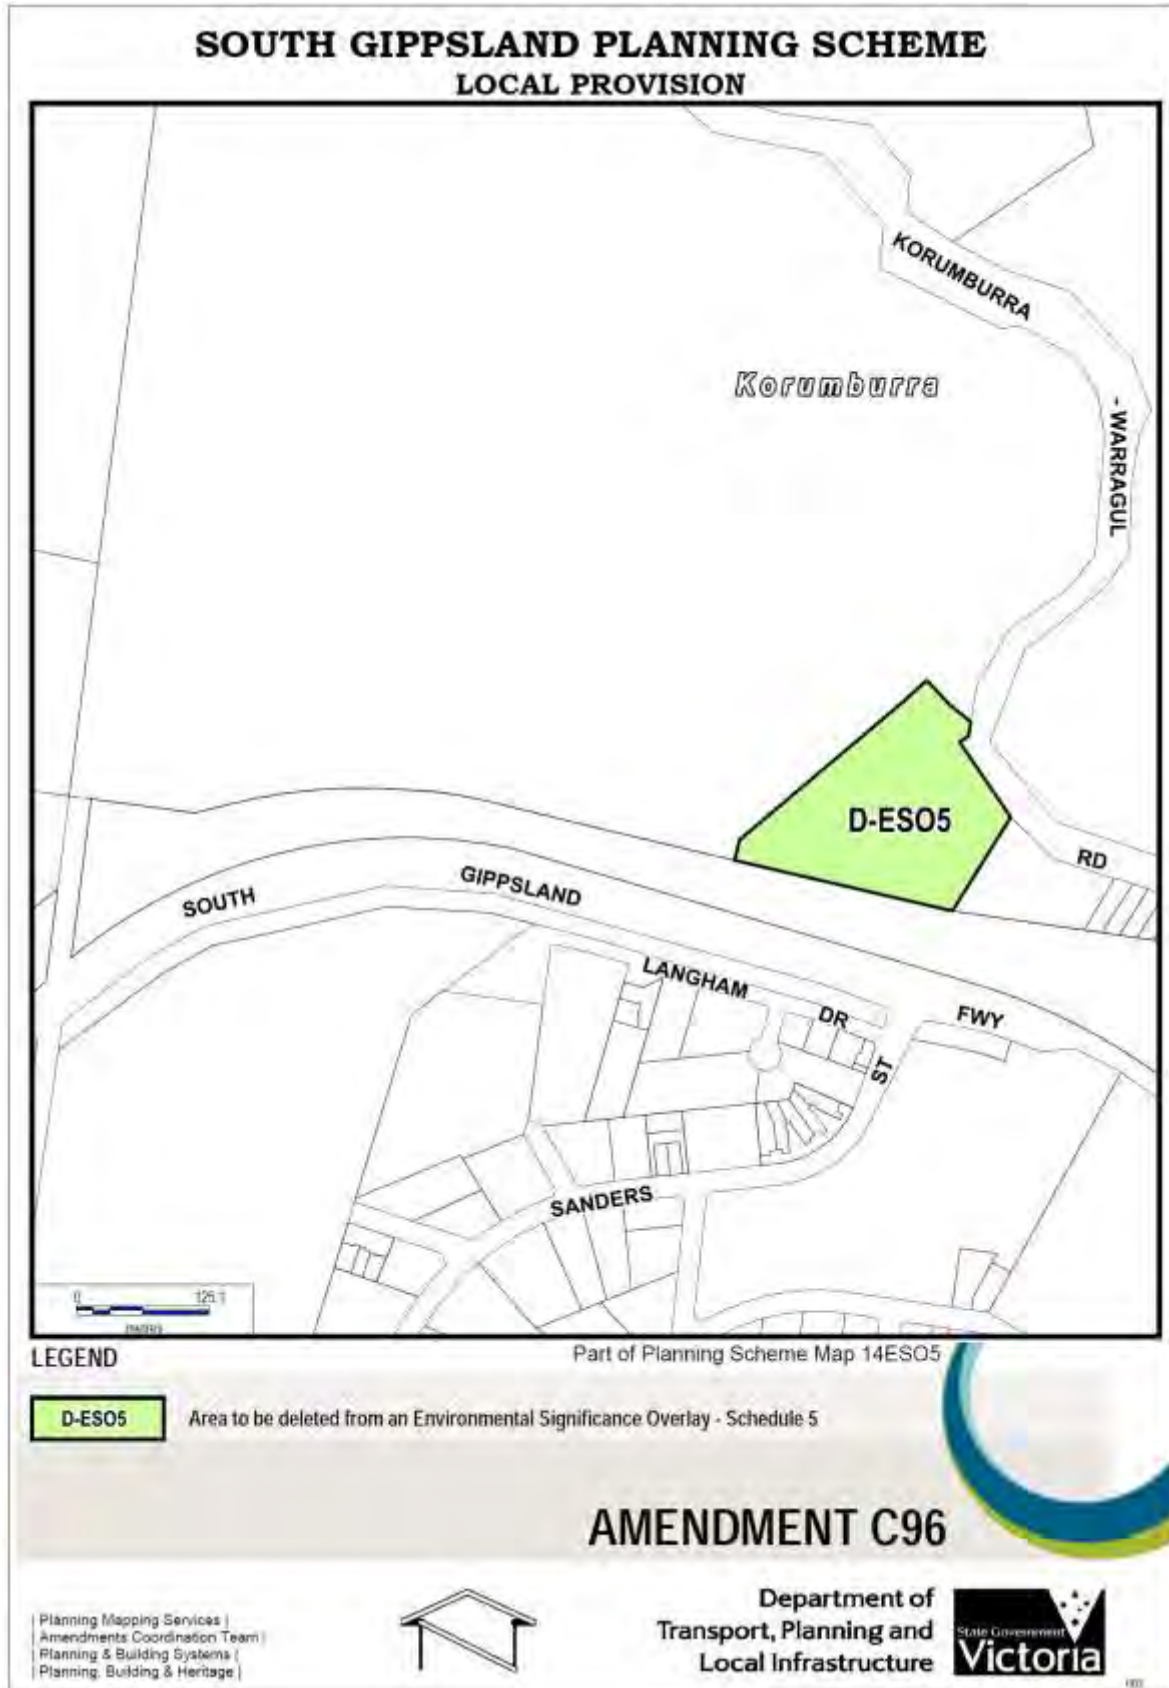 SOUTH GIPPSLAND PLANNING SCHEME
LOCAL PROVISION
KORUMBURRA
Korumburra
- WARRAGUL
D-ESO5
RD
SOUTH
GIPPSLAND
LANGHAM
DR
FWY
ST
SANDERS
0
LEGEND
Part of Planning Scheme Map 14ESO5
D-ESO5
Area to be deleted from an Environmental Significance Overlay - Schedule 5
AMENDMENT C96
| Planning Mapping Services |
| Amendments Coordination Team |
| Planning & Building Systems |
| Planning, Building & Heritage |
Department of
Transport, Planning and
Local Infrastructure
State Government
Victoria